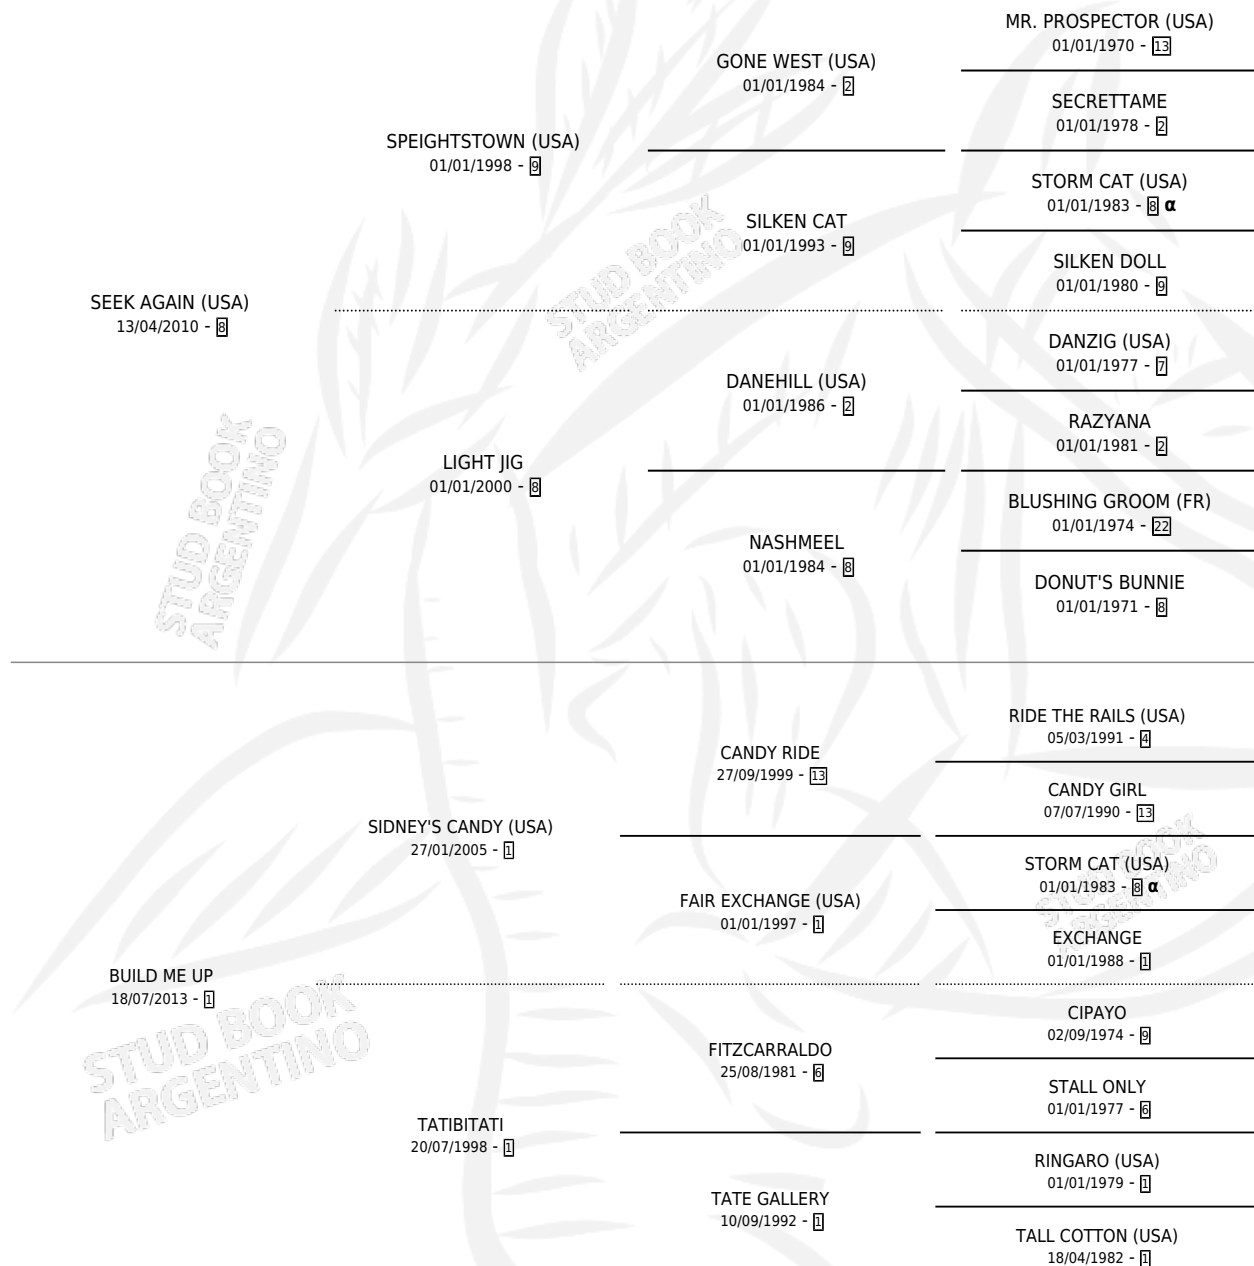 MR. PROSPECTOR (USA)
01/01/1970 - 13
GONE WEST (USA)
01/01/1984 - 2
SECRETTAME
01/01/1978 - 2
SPEIGHTSTOWN (USA)
01/01/1998 - 9
STORM CAT (USA)
01/01/1983 - 8 α
SILKEN CAT
01/01/1993 - 9
SILKEN DOLL
01/01/1980 - 9
SEEK AGAIN (USA)
13/04/2010 - 8
DANZIG (USA)
01/01/1977 - 7
DANEHILL (USA)
01/01/1986 - 2
RAZYANA
01/01/1981 - 2
LIGHT JIG
01/01/2000 - 8
BLUSHING GROOM (FR)
01/01/1974 - 22
NASHMEEL
01/01/1984 - 8
DONUT'S BUNNIE
01/01/1971 - 8
RIDE THE RAILS (USA)
05/03/1991 - 4
CANDY RIDE
27/09/1999 - 13
CANDY GIRL
07/07/1990 - 13
SIDNEY'S CANDY (USA)
27/01/2005 - 1
STORM CAT (USA)
01/01/1983 - 8 α
FAIR EXCHANGE (USA)
01/01/1997 - 1
EXCHANGE
01/01/1988 - 1
BUILD ME UP
18/07/2013 - 1
CIPAYO
02/09/1974 - 9
FITZCARRALDO
25/08/1981 - 6
STALL ONLY
01/01/1977 - 6
TATIBITATI
20/07/1998 - 1
RINGARO (USA)
01/01/1979 - 1
TATE GALLERY
10/09/1992 - 1
TALL COTTON (USA)
18/04/1982 - 1
STUD BOOK
ARGENTINO
STUD BOOK
ARGENTINO
STUD BOOK
ARGENTINO
STUD BOOK
ARGENTINO